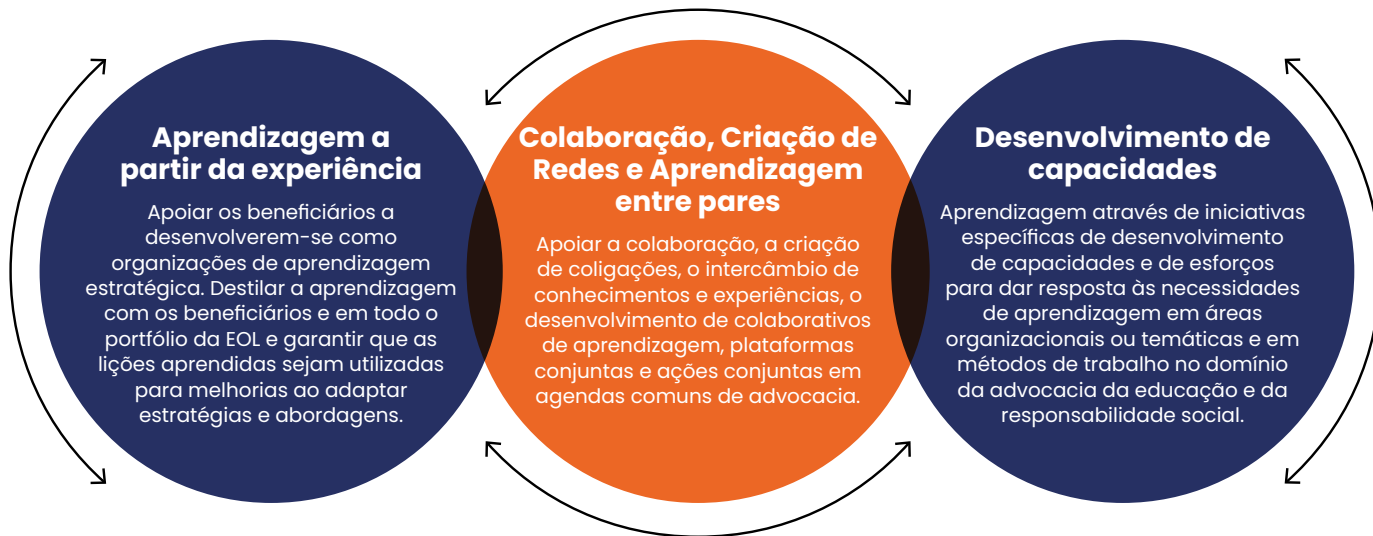 Aprendizagem a
partir da experiência
Apoiar os beneficiários a
desenvolverem-se como
organizações de aprendizagem
estratégica. Destilar a aprendizagem
com os beneficiários e em todo o
portfólio da EOL e garantir que as
lições aprendidas sejam utilizadas
para melhorias ao adaptar
estratégias e abordagens.
Colaboração, Criação de
Redes e Aprendizagem
entre pares
Apoiar a colaboração, a criação
de coligações, o intercâmbio de
conhecimentos e experiências, o
desenvolvimento de colaborativos
de aprendizagem, plataformas
conjuntas e ações conjuntas em
agendas comuns de advocacia.
Desenvolvimento de
capacidades
Aprendizagem através de iniciativas
específicas de desenvolvimento
de capacidades e de esforços
para dar resposta às necessidades
de aprendizagem em áreas
organizacionais ou temáticas e em
métodos de trabalho no domínio
da advocacia da educação e da
responsabilidade social.